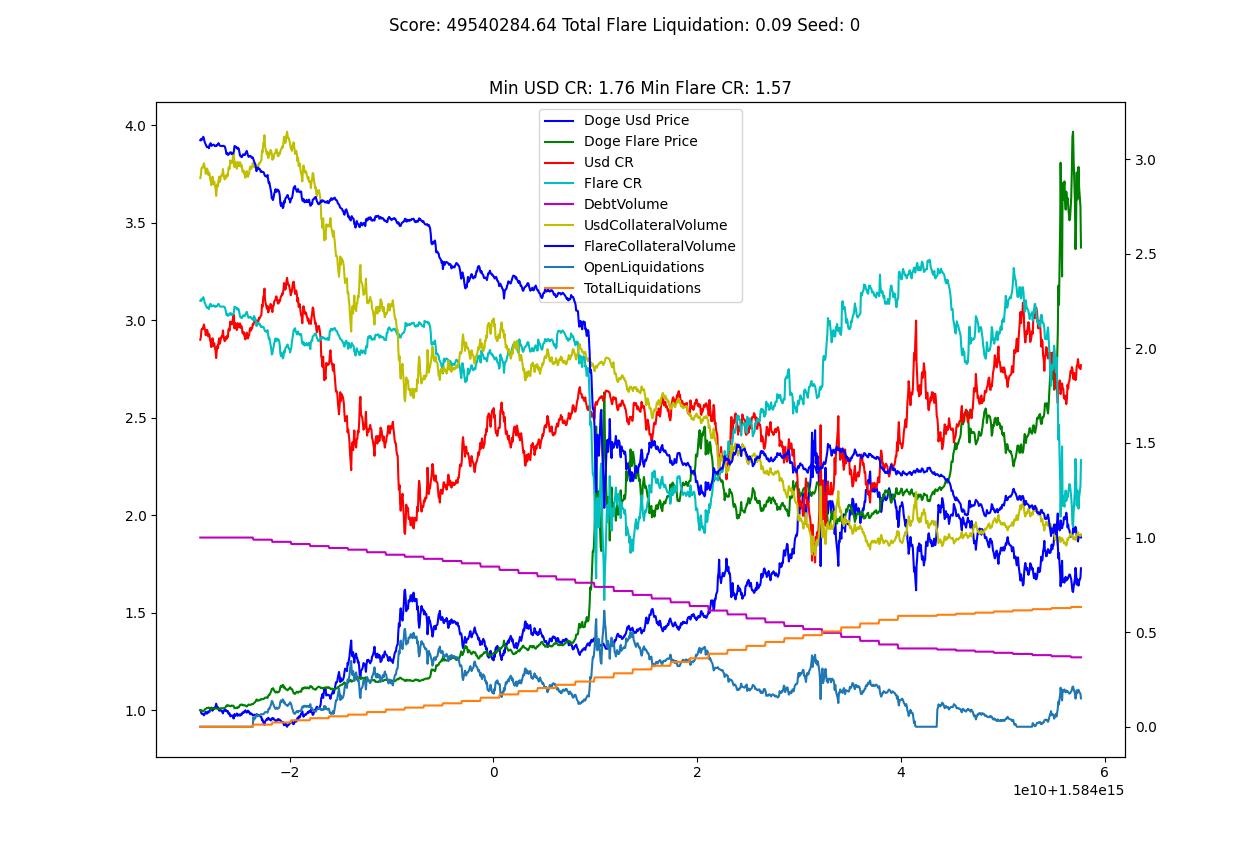 Score: 49540284.64 Total Flare Liquidation: 0.09 Seed: 0
Min USD CR: 1.76 Min Flare CR: 1.57
Doge Usd Price
Doge Flare Price
Usd CR
Flare CR
DebtVolume
UsdCollateralVolume
FlareCollateralVolume
OpenLiquidations
TotalLiquidations
4.0
3.5
3.0
2.5
2.0
1.5
1.0
3.0
2.5
2.0
1.5
1.0
0.5
0.0
−2
0
2
4
6
1e10+1.584e15